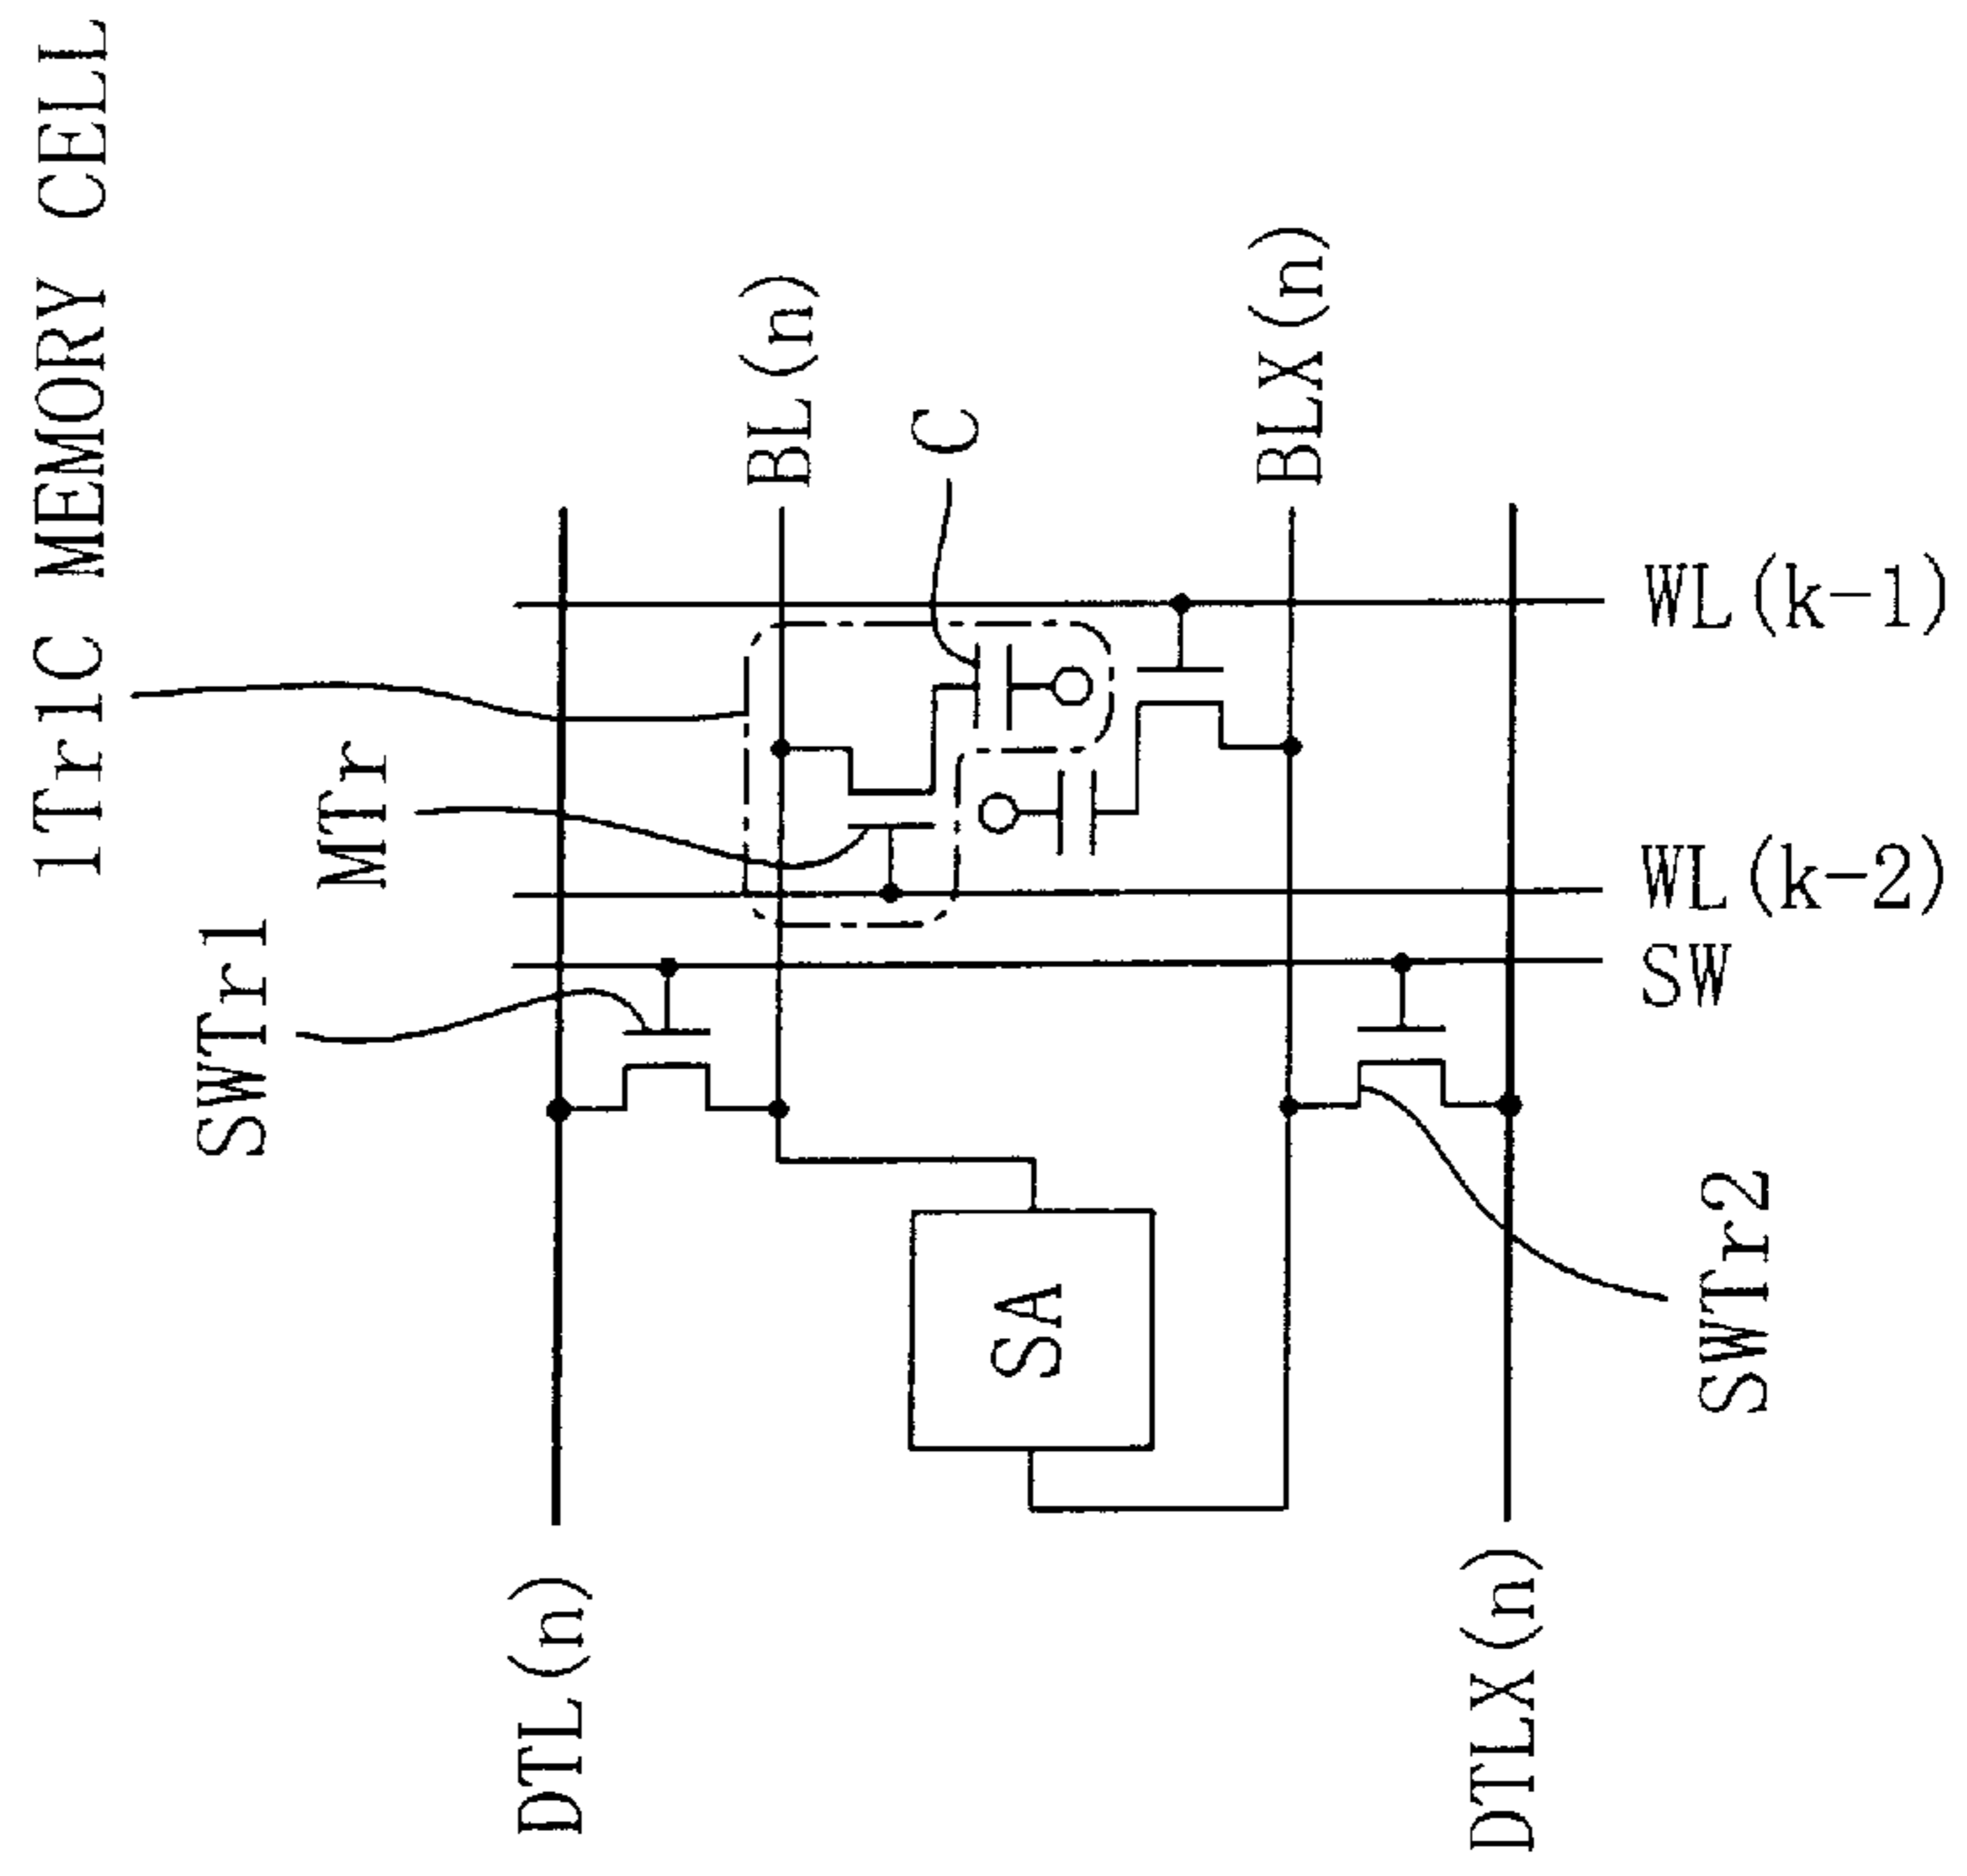 1Tr1C MEMORY CELL
MTr
SWTr1
BL(n)
C
BLX(n)
WL(k-1)
WL(k-2)
SW
SA
SWTr2
DTL(n)
DTLX(n)